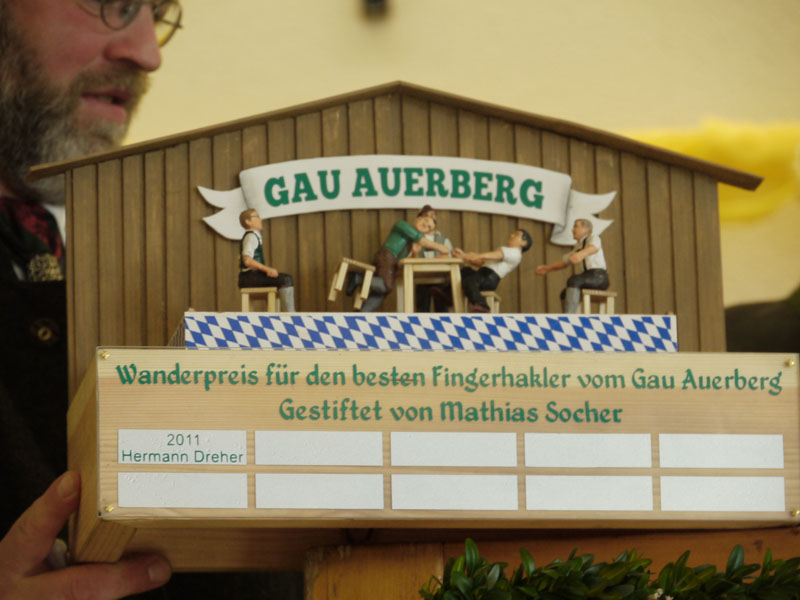 GAU AUERBERG
Wanderpreis für den besten Fingerhakler vom Gau Auerberg
Gestiftet von Mathias Socher
2011
Hermann Dreher